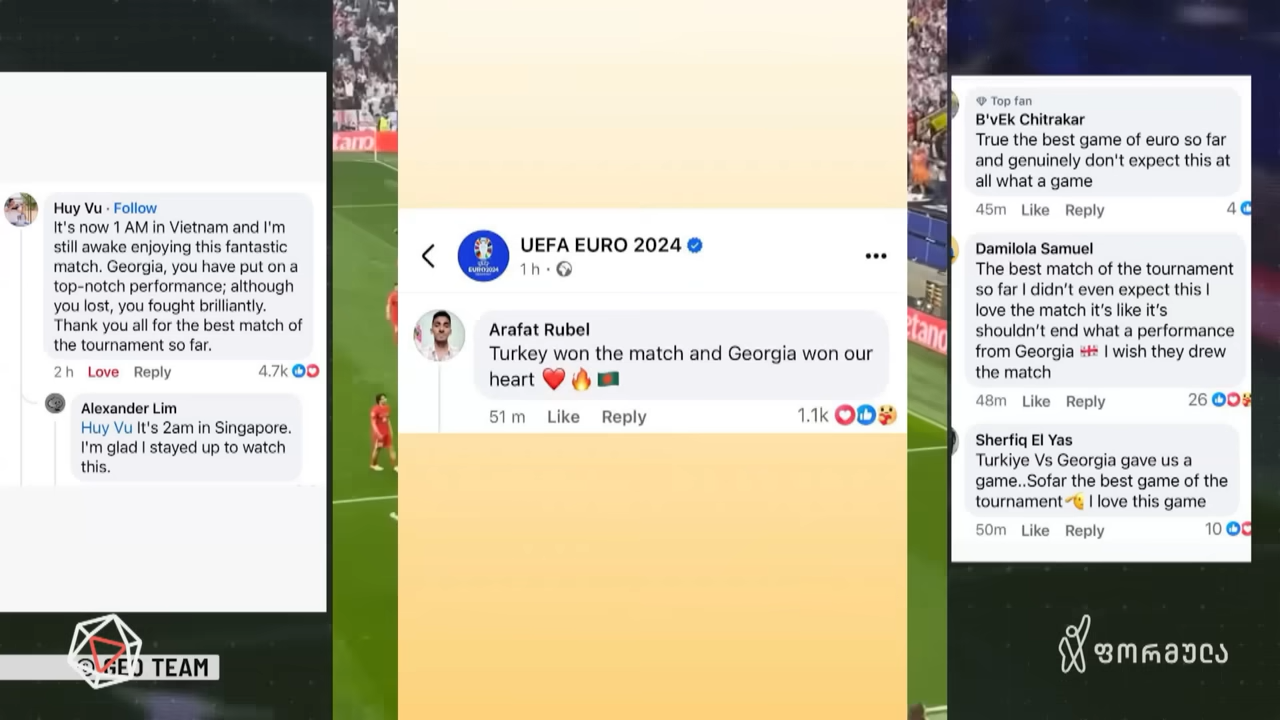 Huy Vu · Follow
It's now 1 AM in Vietnam and I'm
still awake enjoying this fantastic
match. Georgia, you have put on a
top-notch performance; although
you lost, you fought brilliantly.
Thank you all for the best match of
the tournament so far.
2 h Love Reply 4.7k
Alexander Lim
Huy Vu It's 2am in Singapore.
I'm glad I stayed up to watch
this.
© GEO TEAM
UEFA EURO 2024
1 h ·
EURO2024
Arafat Rubel
Turkey won the match and Georgia won our
heart ❤️🔥🇧🇩
51 m Like Reply 1.1k
Top fan
B'vEk Chitrakar
True the best game of euro so far
and genuinely don't expect this at
all what a game
45m Like Reply 4
Damilola Samuel
The best match of the tournament
so far I didn't even expect this I
love the match it's like it's
shouldn't end what a performance
from Georgia 🇬🇪 I wish they drew
the match
48m Like Reply 26
Sherfiq El Yas
Turkiye Vs Georgia gave us a
game..Sofar the best game of the
tournament🫡 I love this game
50m Like Reply 10
ფორმულა